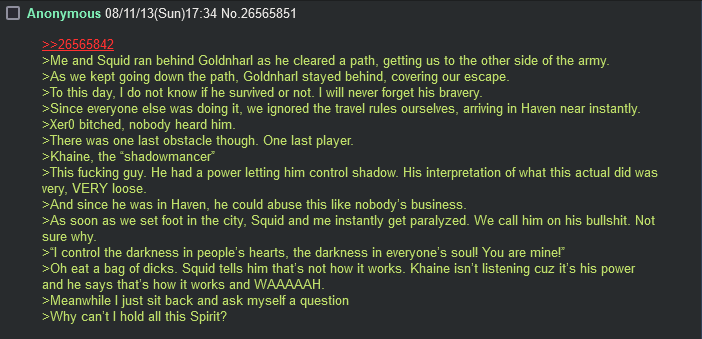 Anonymous 08/11/13(Sun)17:34 No.26565851
>>26565842
>Me and Squid ran behind Goldnharl as he cleared a path, getting us to the other side of the army.
>As we kept going down the path, Goldnharl stayed behind, covering our escape.
>To this day, I do not know if he survived or not. I will never forget his bravery.
>Since everyone else was doing it, we ignored the travel rules ourselves, arriving in Haven near instantly.
>Xer0 bitched, nobody heard him.
>There was one last obstacle though. One last player.
>Khaine, the “shadowmancer”
>This fucking guy. He had a power letting him control shadow. His interpretation of what this actual did was
very, VERY loose.
>And since he was in Haven, he could abuse this like nobody’s business.
>As soon as we set foot in the city, Squid and me instantly get paralyzed. We call him on his bullshit. Not
sure why.
>“I control the darkness in people’s hearts, the darkness in everyone’s soul! You are mine!”
>Oh eat a bag of dicks. Squid tells him that’s not how it works. Khaine isn’t listening cuz it’s his power
and he says that’s how it works and WAAAAAH.
>Meanwhile I just sit back and ask myself a question
>Why can’t I hold all this Spirit?